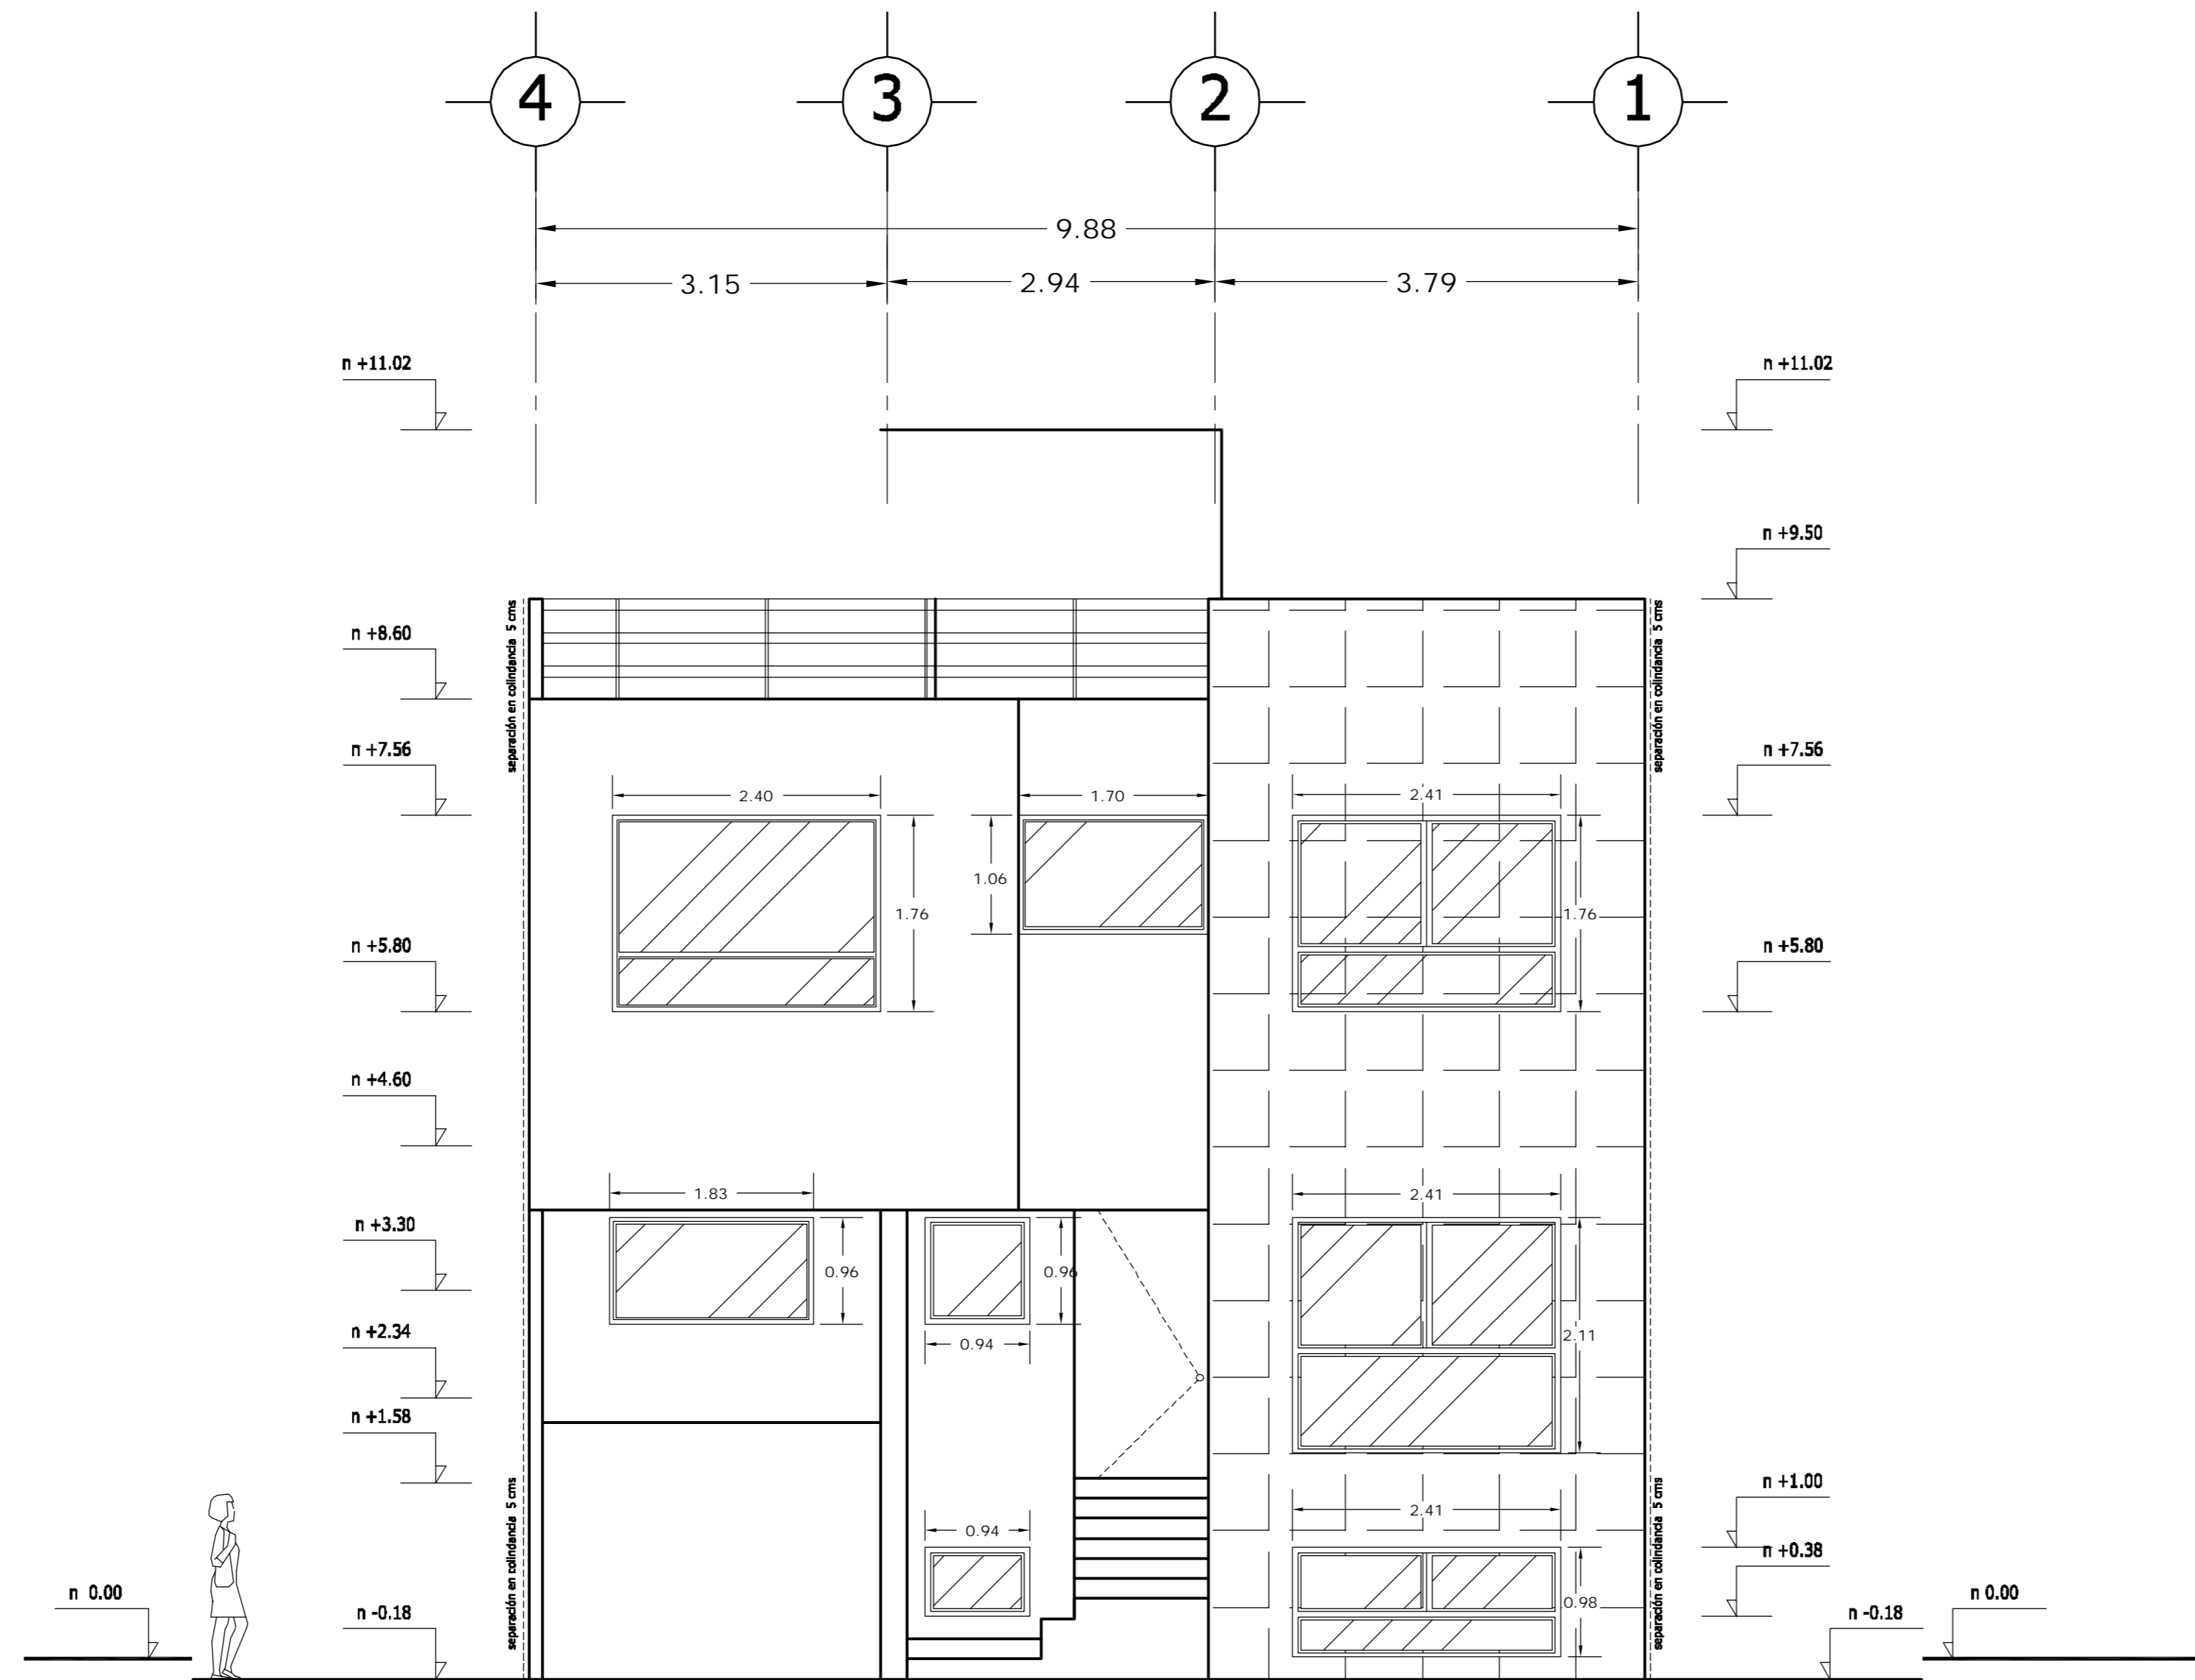 4 3 2 1
9.88
3.15 2.94 3.79
n +11.02 n +11.02
n +9.50
separación en colindancia 5 cms
separación en colindancia 5 cms
n +8.60
n +7.56 n +7.56
2.40 1.70 2.41
1.06
1.76 1.76
n +5.80 n +5.80
n +4.60
1.83 2.41
n +3.30
0.96 0.96
n +2.34
0.94 2.11
n +1.58
separación en colindancia 5 cms
separación en colindancia 5 cms
n +1.00
0.94 2.41
n +0.38
n 0.00 n 0.00
0.98
n -0.18 n -0.18